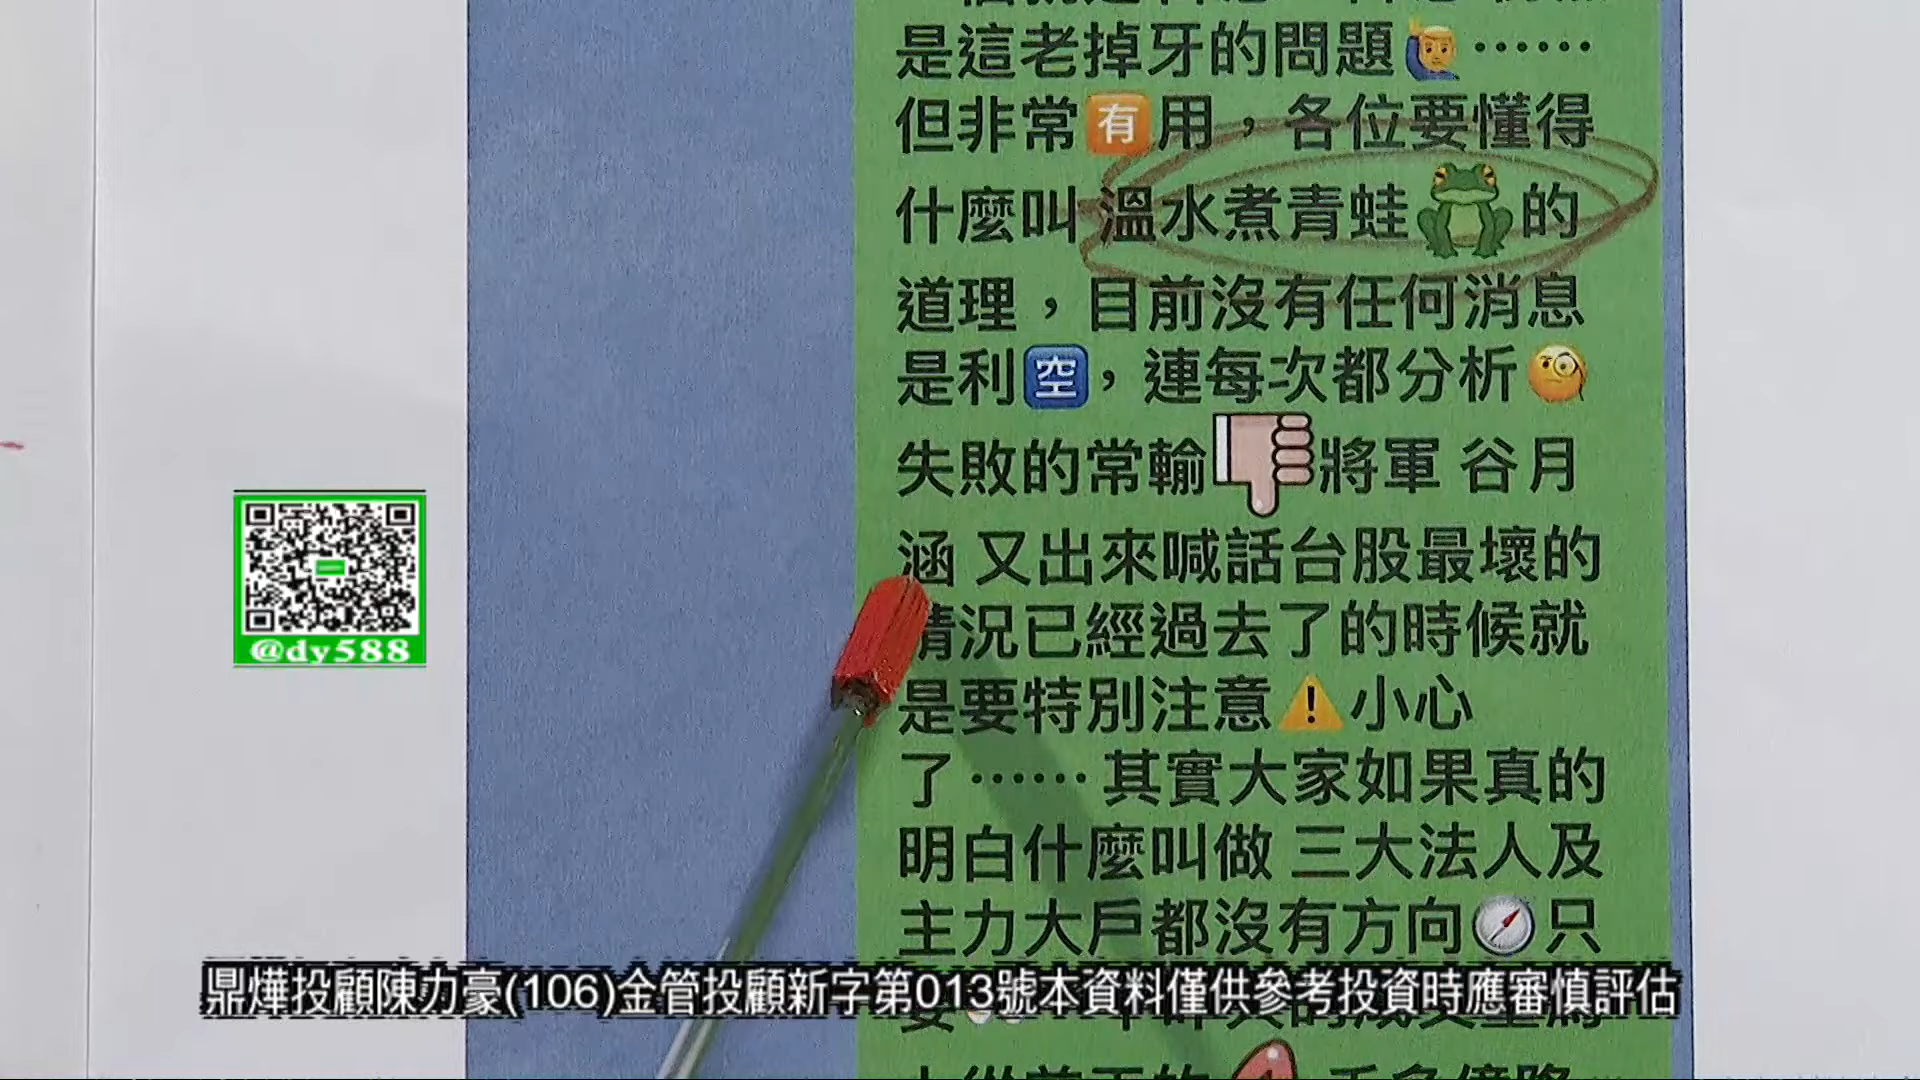 是這老掉牙的問題🙋‍♂️⋯⋯
但非常🈶用，各位要懂得
什麼叫 溫水煮青蛙🐸的
道理，目前沒有任何消息
是利🈳，連每次都分析🧐
失敗的常輸👎將軍 谷月
涵 又出來喊話台股最壞的
情況已經過去了的時候就
是要特別注意⚠️小心
了⋯⋯其實大家如果真的
明白什麼叫做 三大法人及
主力大戶都沒有方向🧭只
@dy588
鼎燁投顧陳力豪(106)金管投顧新字第013號本資料僅供參考投資時應審慎評估